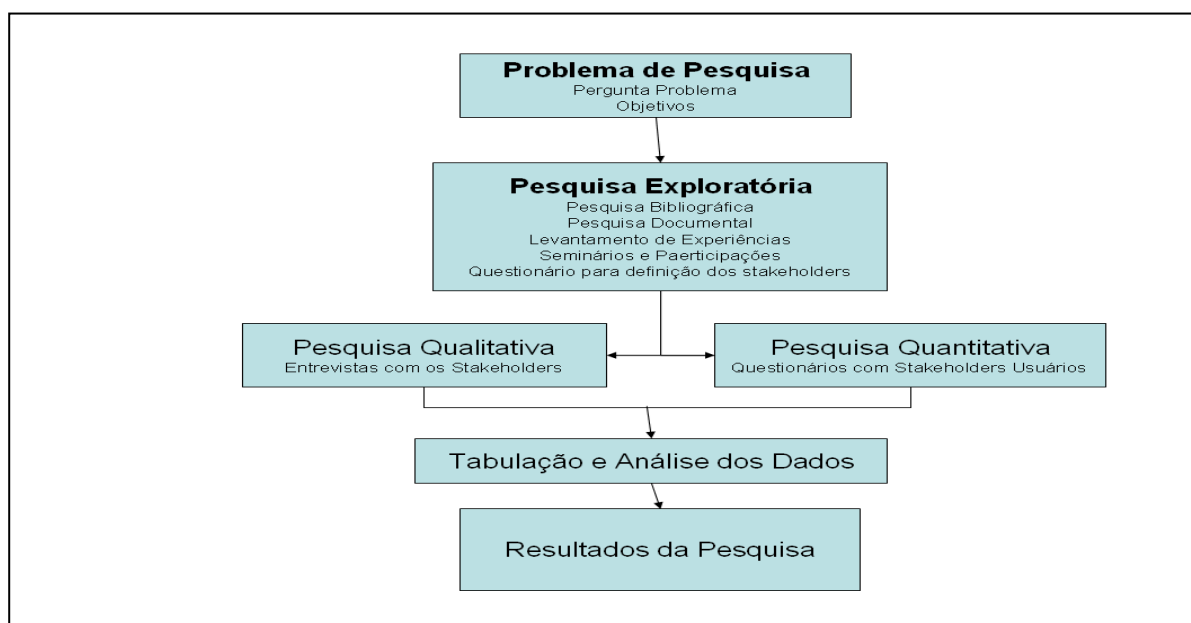 Problema de Pesquisa
Pergunta Problema
Objetivos
Pesquisa Exploratória
Pesquisa Bibliográfica
Pesquisa Documental
Levantamento de Experiências
Seminários e Paerticipações
Questionário para definição dos stakeholders
Pesquisa Qualitativa
Entrevistas com os Stakeholders
Pesquisa Quantitativa
Questionários com Stakeholders Usuários
Tabulação e Análise dos Dados
Resultados da Pesquisa